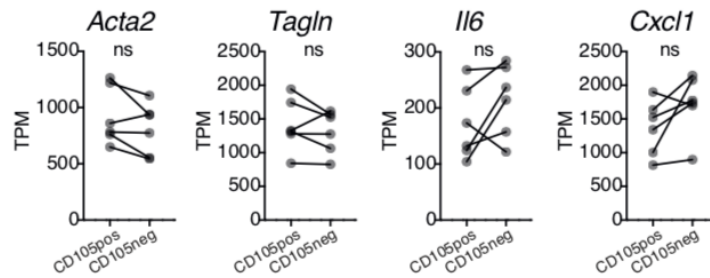 Acta2
ns
1500
1000
500
0
TPM
CD105pos
CD105neg
Tagln
ns
2500
2000
1500
1000
500
0
TPM
CD105pos
CD105neg
Il6
ns
300
200
100
0
TPM
CD105pos
CD105neg
Cxcl1
ns
2500
2000
1500
1000
500
0
TPM
CD105pos
CD105neg